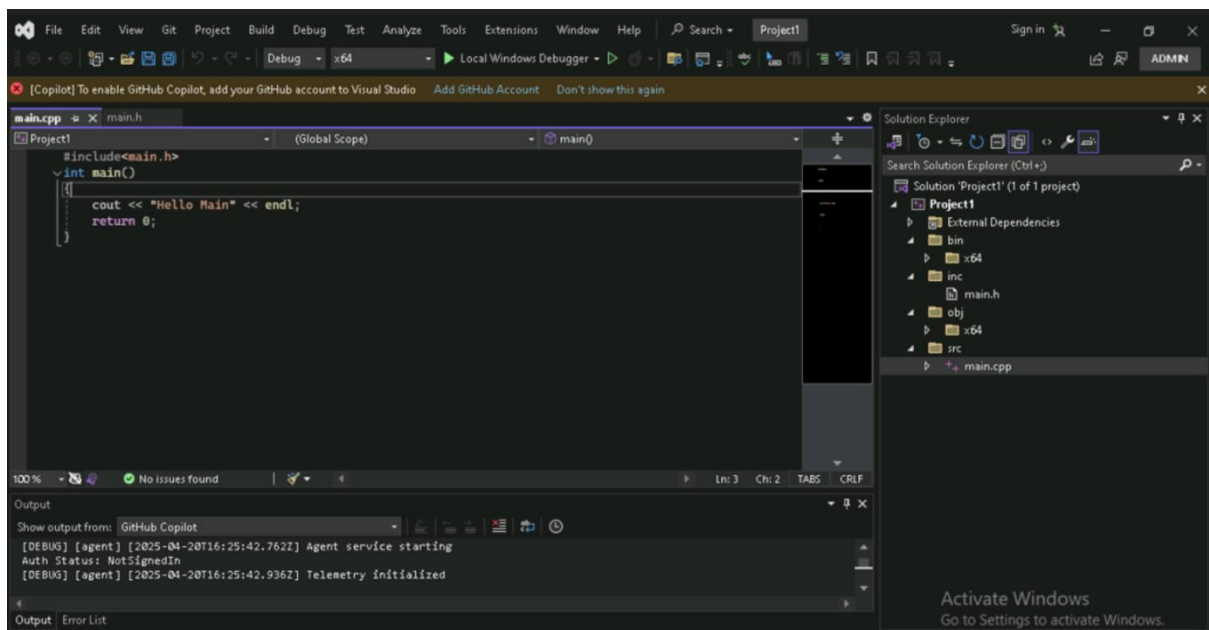 File Edit View Git Project Build Debug Test Analyze Tools Extensions Window Help Search Project1 Sign in
Debug x64 Local Windows Debugger ADMIN
[Copilot] To enable GitHub Copilot, add your GitHub account to Visual Studio Add GitHub Account Don't show this again
main.cpp main.h
Project1 (Global Scope) main()
#include<main.h>
int main()
{
cout << "Hello Main" << endl;
return 0;
}
100 % No issues found Ln: 3 Ch: 2 TABS CRLF
Output
Show output from: GitHub Copilot
[DEBUG] [agent] [2025-04-20T16:25:42.762Z] Agent service starting
Auth Status: NotSignedIn
[DEBUG] [agent] [2025-04-20T16:25:42.936Z] Telemetry initialized
Output Error List
Solution Explorer
Search Solution Explorer (Ctrl+;)
Solution 'Project1' (1 of 1 project)
Project1
External Dependencies
bin
x64
inc
main.h
obj
x64
src
main.cpp
Activate Windows
Go to Settings to activate Windows.